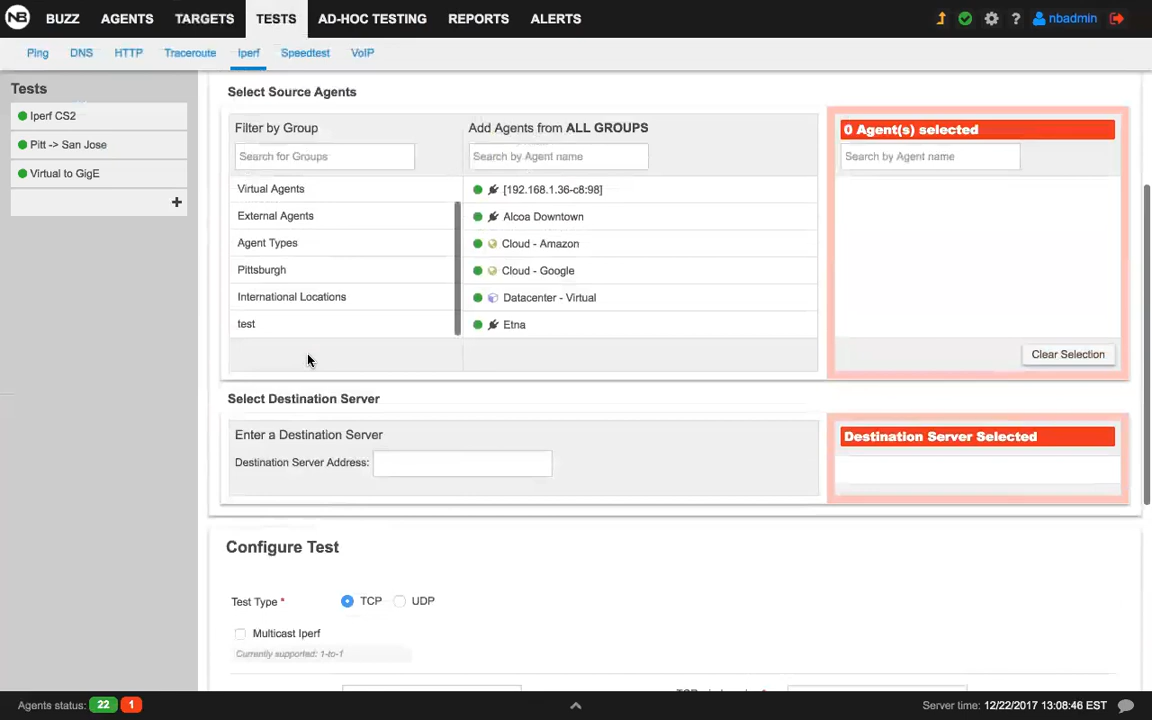 NB BUZZ AGENTS TARGETS TESTS AD-HOC TESTING REPORTS ALERTS ? nbadmin
Ping DNS HTTP Traceroute Iperf Speedtest VoIP
Tests
Iperf CS2
Pitt -> San Jose
Virtual to GigE
+
Select Source Agents
Filter by Group
Search for Groups
Virtual Agents
External Agents
Agent Types
Pittsburgh
International Locations
test
Add Agents from ALL GROUPS
Search by Agent name
[192.168.1.36-c8:98]
Alcoa Downtown
Cloud - Amazon
Cloud - Google
Datacenter - Virtual
Etna
0 Agent(s) selected
Search by Agent name
Clear Selection
Select Destination Server
Enter a Destination Server
Destination Server Address:
Destination Server Selected
Configure Test
Test Type * TCP UDP
Multicast Iperf
Currently supported: 1-to-1
Agents status: 22 1
Server time: 12/22/2017 13:08:46 EST